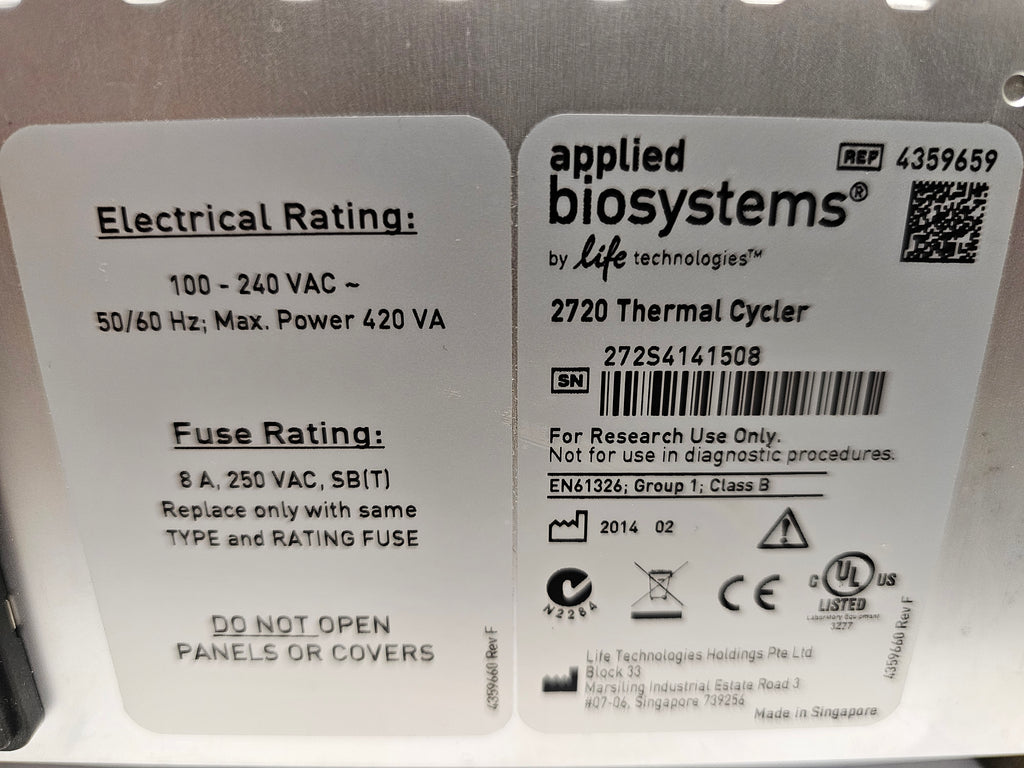 Electrical Rating:
100 - 240 VAC ~
50/60 Hz; Max. Power 420 VA
Fuse Rating:
8 A, 250 VAC, SB(T)
Replace only with same
TYPE and RATING FUSE
DO NOT OPEN
PANELS OR COVERS
4359660 Rev F
applied
biosystems®
by life technologies™
REF 4359659
2720 Thermal Cycler
272S4141508
SN
For Research Use Only.
Not for use in diagnostic procedures.
EN61326; Group 1; Class B
2014 02
N228A
CE
C UL US
LISTED
Laboratory Equipment
3Z77
Life Technologies Holdings Pte Ltd
Block 33
Marsiling Industrial Estate Road 3
#07-06, Singapore 739256
Made in Singapore
4359660 Rev F